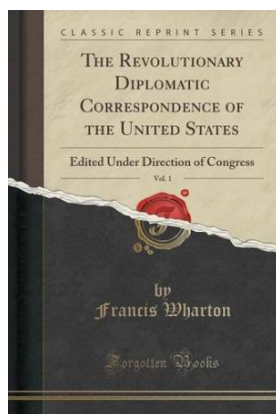 CLASSIC REPRINT SERIES
THE REVOLUTIONARY
DIPLOMATIC
CORRESPONDENCE OF
THE UNITED STATES
Edited Under Direction of Congress
Vol. 1
by
Francis Wharton
Forgotten Books